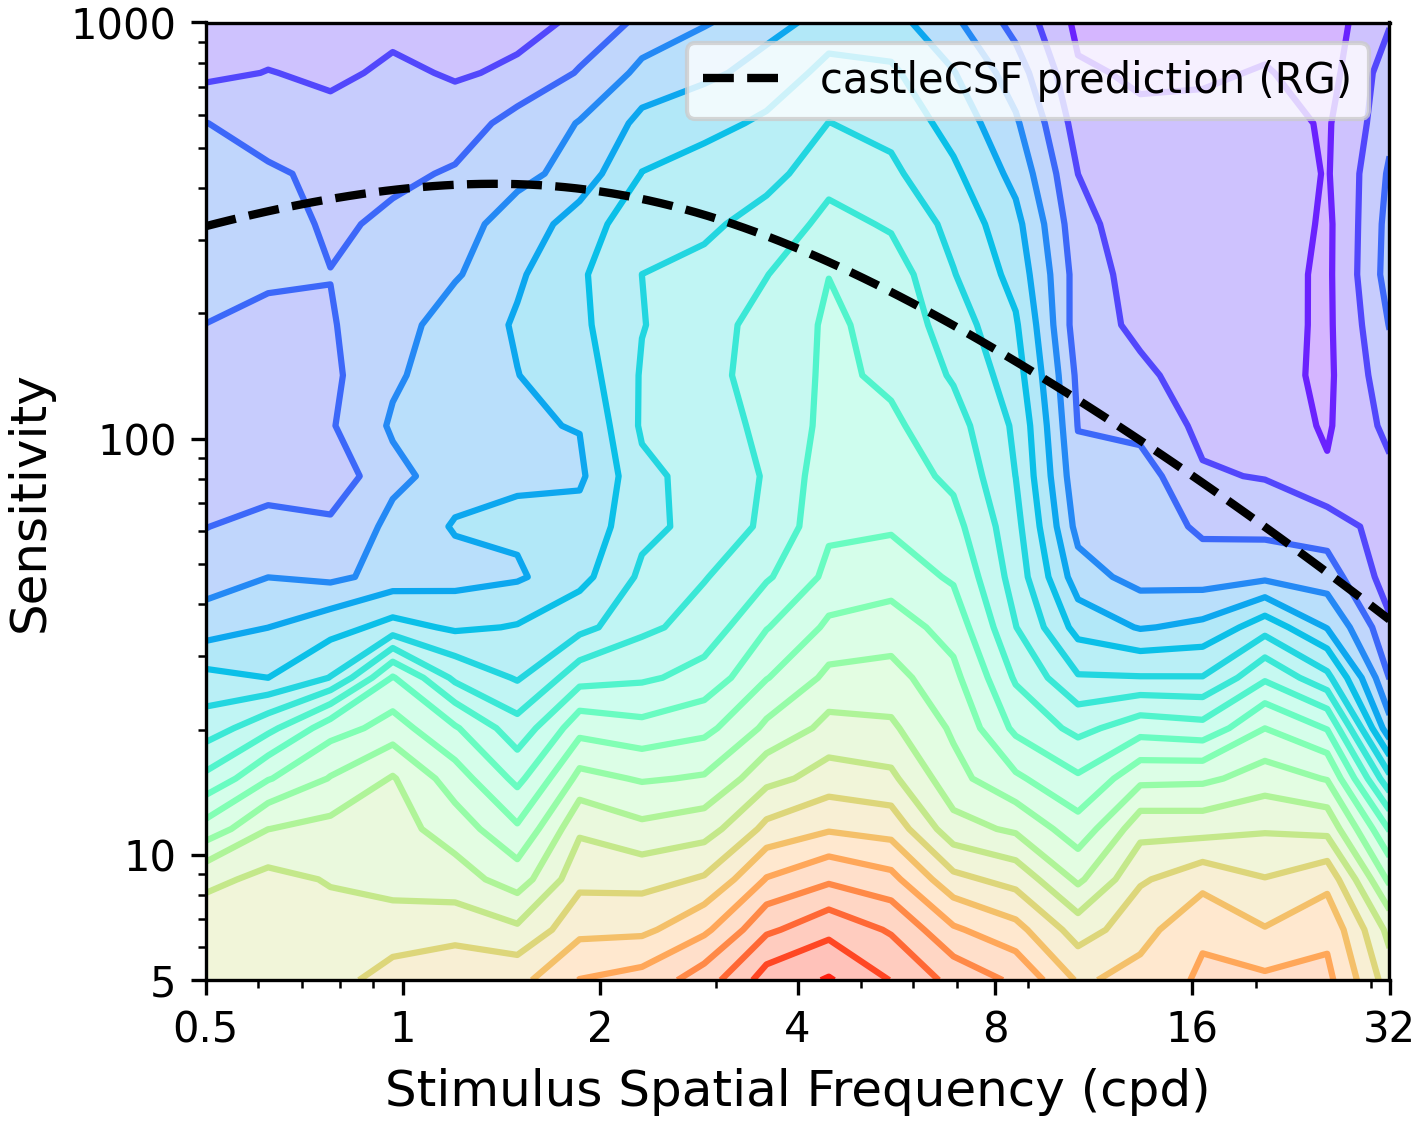 1000
castleCSF prediction (RG)
Sensitivity
100
10
5
0.5 1 2 4 8 16 32
Stimulus Spatial Frequency (cpd)